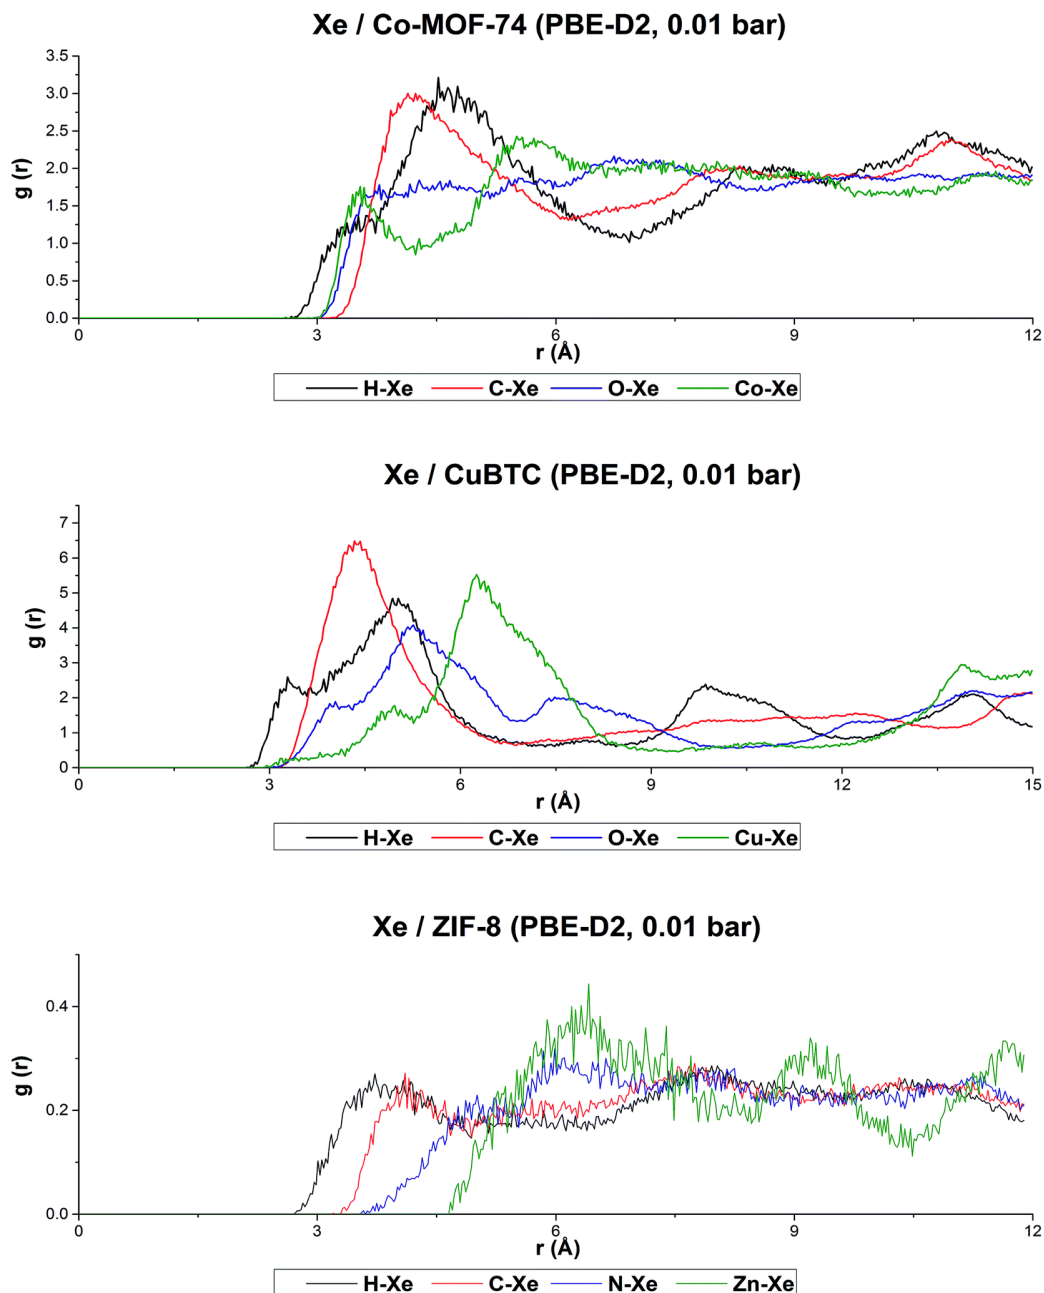 Xe / Co-MOF-74 (PBE-D2, 0.01 bar)
3.5
3.0
2.5
2.0
1.5
1.0
0.5
0.0
g (r)
0 3 6 9 12
r (Å)
H-Xe C-Xe O-Xe Co-Xe
Xe / CuBTC (PBE-D2, 0.01 bar)
7
6
5
4
3
2
1
0
g (r)
0 3 6 9 12 15
r (Å)
H-Xe C-Xe O-Xe Cu-Xe
Xe / ZIF-8 (PBE-D2, 0.01 bar)
0.4
0.2
0.0
g (r)
0 3 6 9 12
r (Å)
H-Xe C-Xe N-Xe Zn-Xe